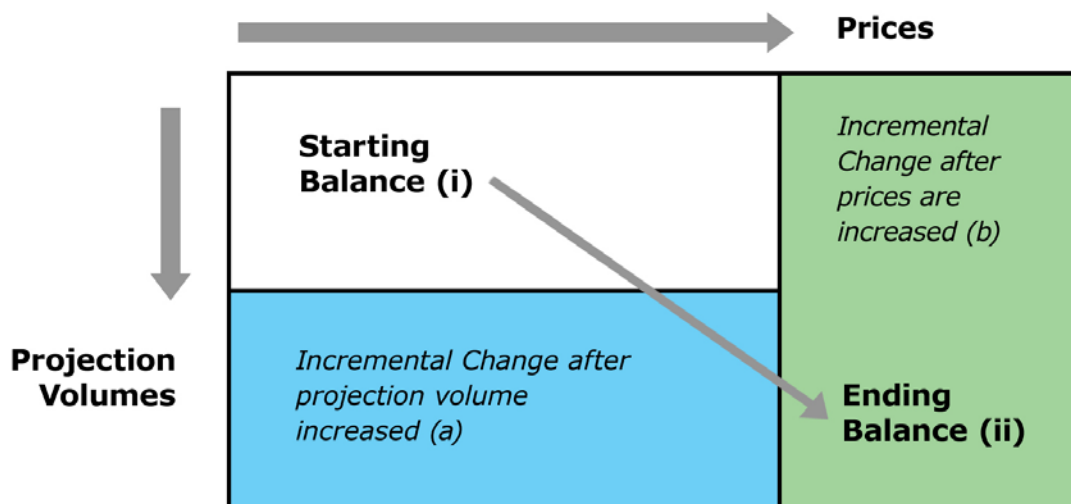 Prices
Starting
Balance (i)
Incremental
Change after
prices are
increased (b)
Projection
Volumes
Incremental Change after
projection volume
increased (a)
Ending
Balance (ii)